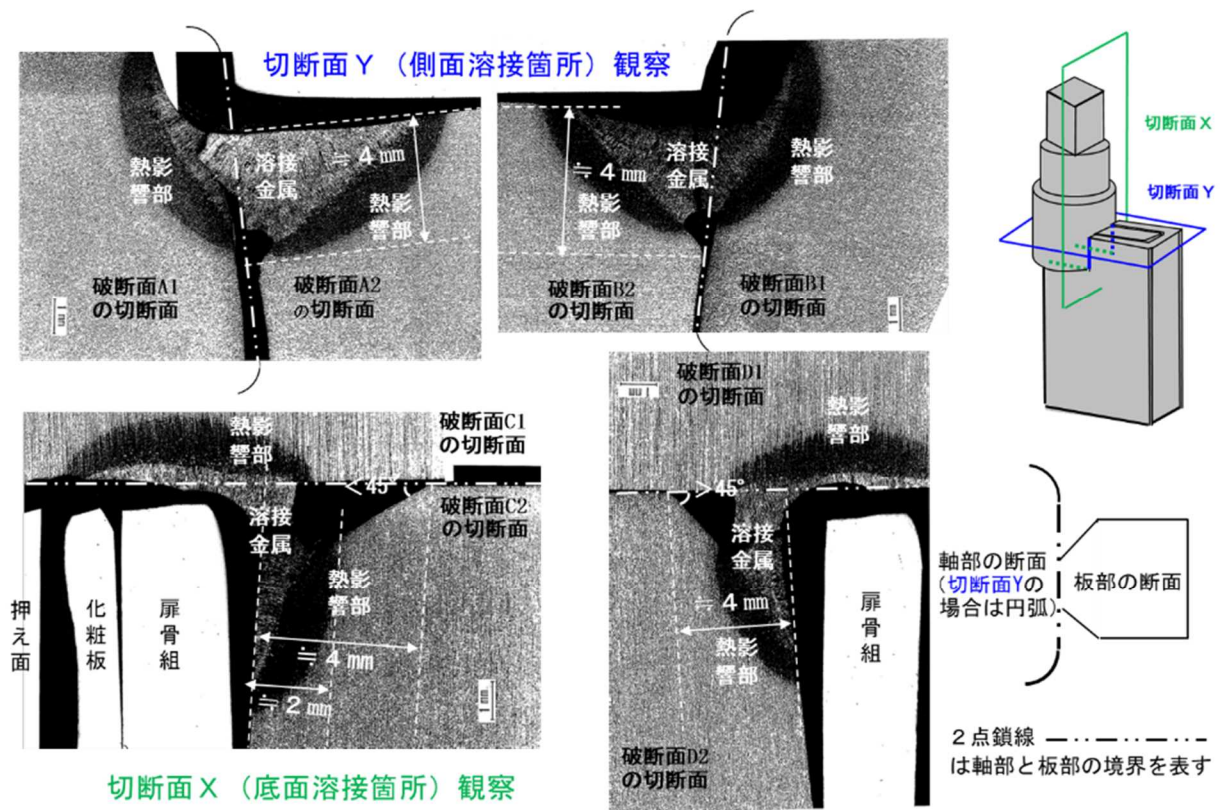 切断面Ｙ（側面溶接箇所）観察
熱影
響部
溶接
金属
≒ 4 mm
熱影
響部
破断面A1
の切断面
破断面A2
の切断面
1 mm
≒ 4 mm
溶接
金属
熱影
響部
熱影
響部
破断面B2
の切断面
破断面B1
の切断面
1 mm
切断面Ｘ
切断面Ｙ
熱影
響部
破断面C1
の切断面
＜45°
破断面C2
の切断面
溶接
金属
熱影
響部
≒ 4 mm
≒ 2 mm
押え面
化粧板
扉骨組
1 mm
1 mm
破断面D1
の切断面
熱影
響部
＞45°
溶接
金属
≒ 4 mm
熱影
響部
扉骨組
破断面D2
の切断面
軸部の断面
(切断面Yの
場合は円弧)
板部の断面
２点鎖線
は軸部と板部の境界を表す
切断面Ｘ（底面溶接箇所）観察